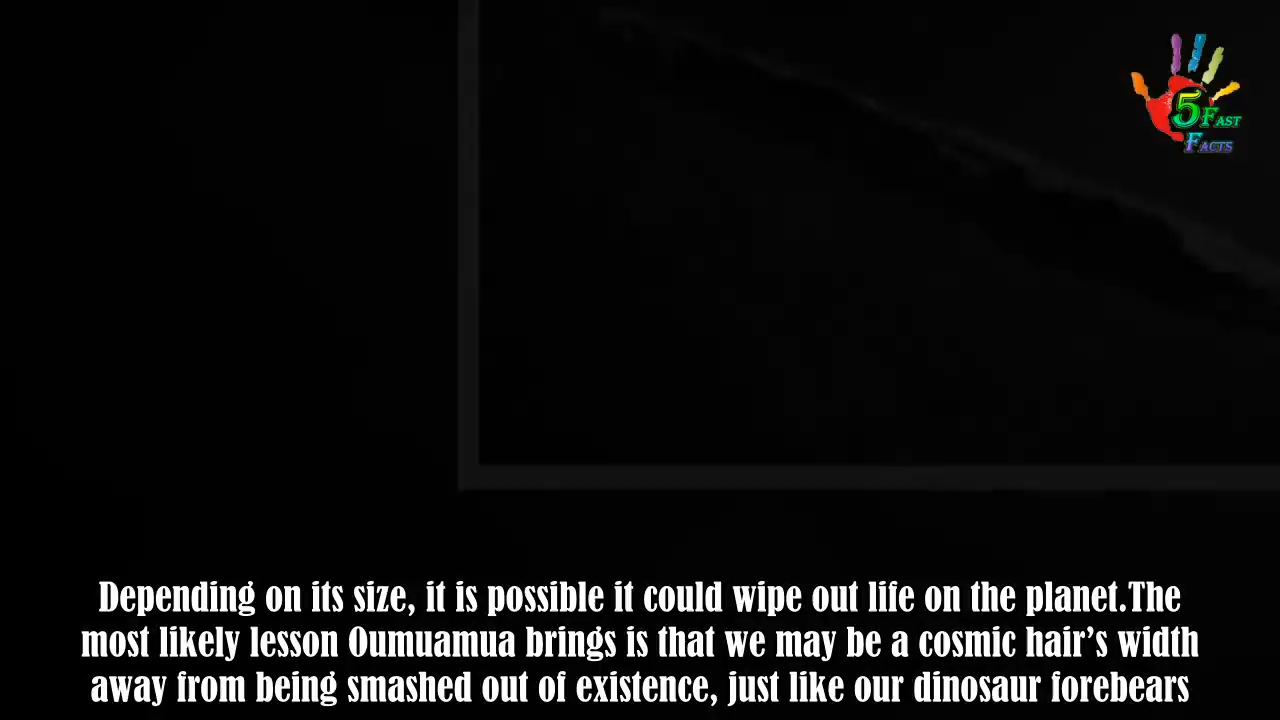 5 FAST
FACTS
Depending on its size, it is possible it could wipe out life on the planet.The
most likely lesson Oumuamua brings is that we may be a cosmic hair’s width
away from being smashed out of existence, just like our dinosaur forebears